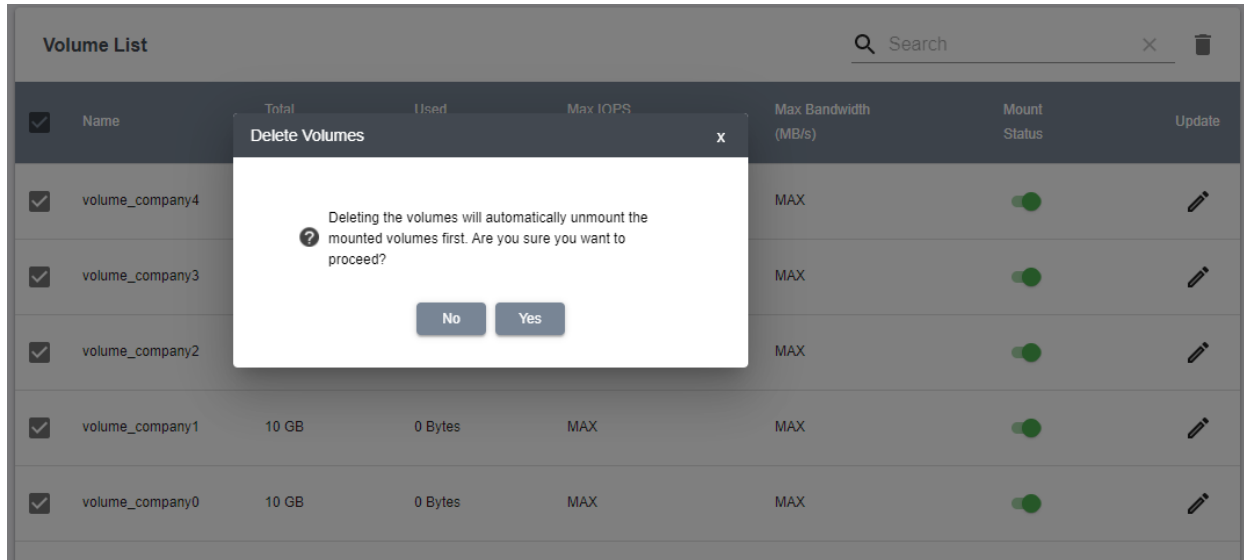 Volume List
Search
Name Total Used Max IOPS Max Bandwidth Mount Update
(MB/s) Status
Delete Volumes x
volume_company4 MAX
Deleting the volumes will automatically unmount the
? mounted volumes first. Are you sure you want to
proceed?
volume_company3 MAX
No Yes
volume_company2 MAX
volume_company1 10 GB 0 Bytes MAX MAX
volume_company0 10 GB 0 Bytes MAX MAX